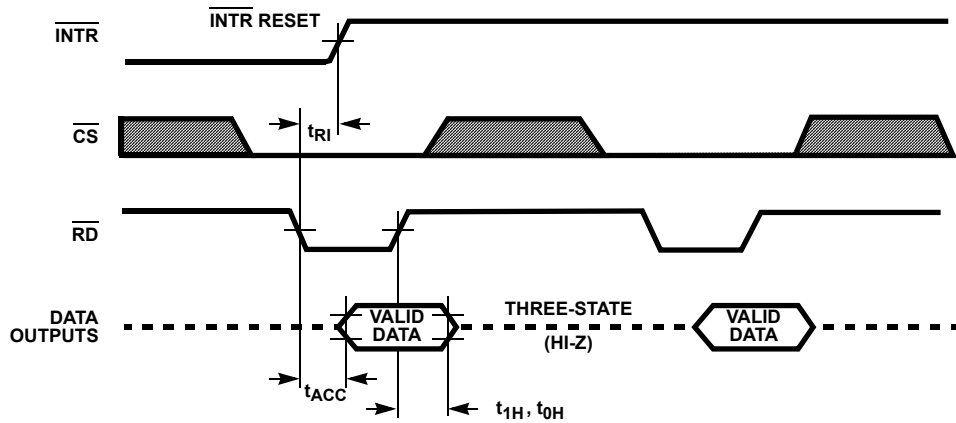 INTR
INTR RESET
CS
tRI
RD
DATA
OUTPUTS
VALID
DATA
THREE-STATE
(HI-Z)
VALID
DATA
tACC
t1H, t0H